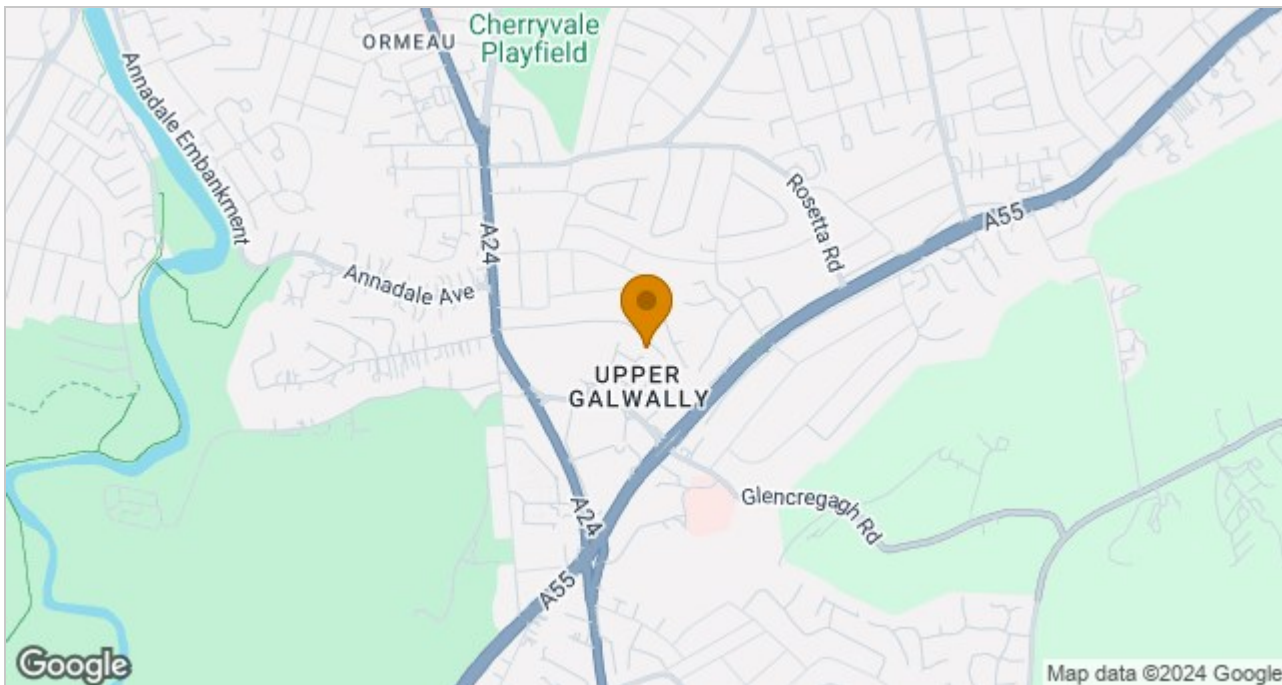 Cherryvale
Playfield
ORMEAU
Annadale Embankment
Rosetta Rd
A55
A24
Annadale Ave
UPPER
GALWALLY
Glencregagh Rd
A24
A55
Google
Map data ©2024 Google